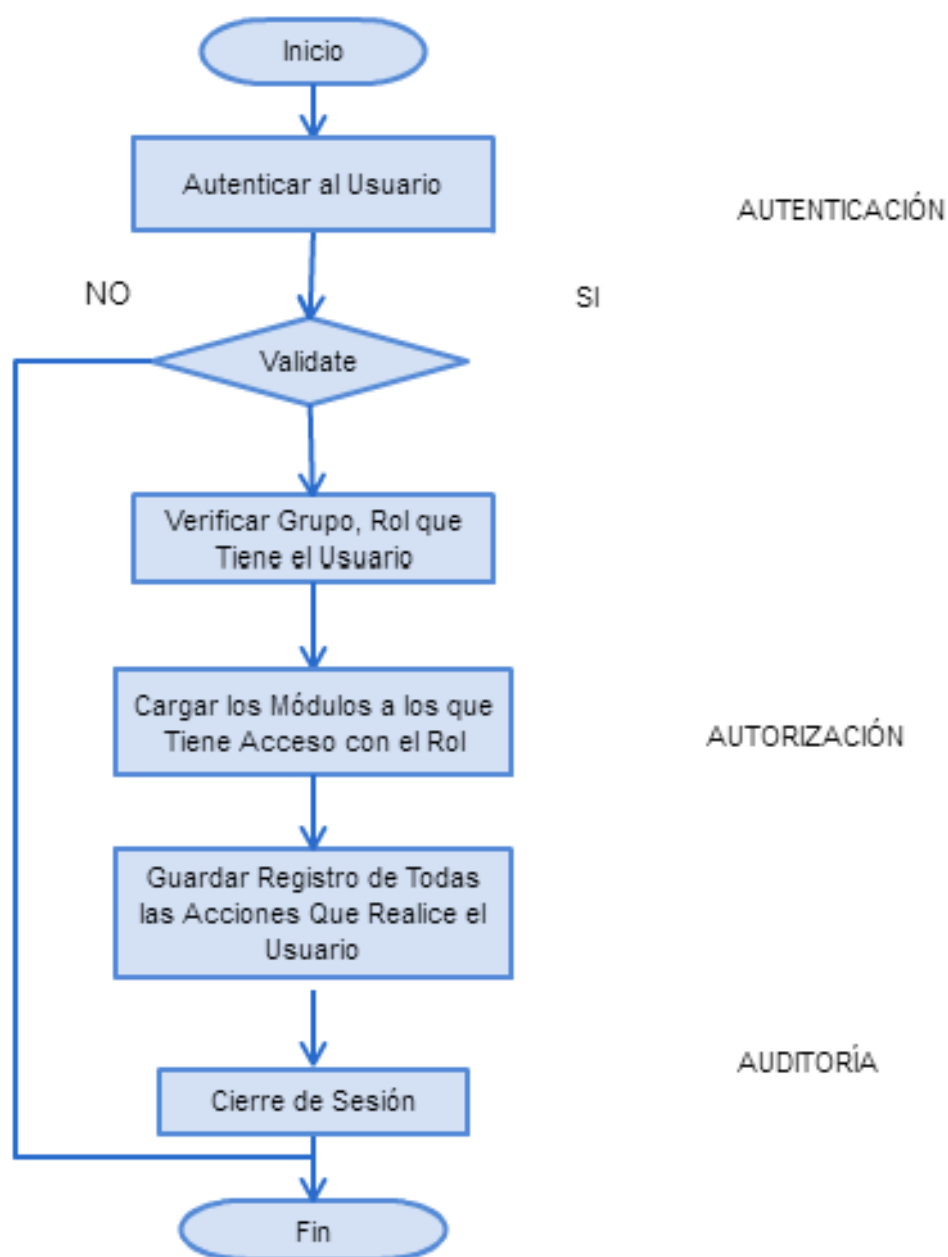 Inicio
Autenticar al Usuario
AUTENTICACIÓN
NO
SI
Validate
Verificar Grupo, Rol que
Tiene el Usuario
Cargar los Módulos a los que
Tiene Acceso con el Rol
AUTORIZACIÓN
Guardar Registro de Todas
las Acciones Que Realice el
Usuario
AUDITORÍA
Cierre de Sesión
Fin